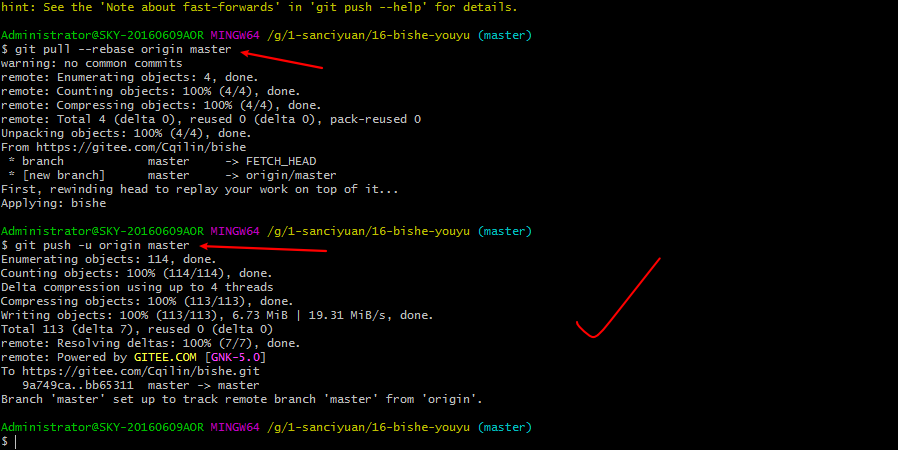 hint: See the 'Note about fast-forwards' in 'git push --help' for details.
Administrator@SKY-20160609AQR MINGW64 /g/1-sanciyuan/16-bishe-youyu (master)
$ git pull --rebase origin master
warning: no common commits
remote: Enumerating objects: 4, done.
remote: Counting objects: 100% (4/4), done.
remote: Compressing objects: 100% (4/4), done.
remote: Total 4 (delta 0), reused 0 (delta 0), pack-reused 0
Unpacking objects: 100% (4/4), done.
From https://gitee.com/Cqilin/bishe
 * branch            master     -> FETCH_HEAD
 * [new branch]      master     -> origin/master
First, rewinding head to replay your work on top of it...
Applying: bishe
Administrator@SKY-20160609AQR MINGW64 /g/1-sanciyuan/16-bishe-youyu (master)
$ git push -u origin master
Enumerating objects: 114, done.
Counting objects: 100% (114/114), done.
Delta compression using up to 4 threads
Compressing objects: 100% (113/113), done.
Writing objects: 100% (113/113), 6.73 MiB | 19.31 MiB/s, done.
Total 113 (delta 7), reused 0 (delta 0)
remote: Resolving deltas: 100% (7/7), done.
remote: Powered by GITEE.COM [GNK-5.0]
To https://gitee.com/Cqilin/bishe.git
   9a749ca..bb65311  master -> master
Branch 'master' set up to track remote branch 'master' from 'origin'.
Administrator@SKY-20160609AQR MINGW64 /g/1-sanciyuan/16-bishe-youyu (master)
$